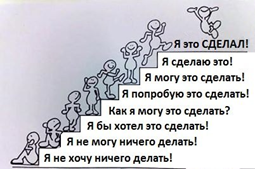 Я это СДЕЛАЛ!
Я сделаю это!
Я могу это сделать!
Я попробую это сделать!
Как я могу это сделать?
Я бы хотел это сделать!
Я не могу ничего делать!
Я не хочу ничего делать!